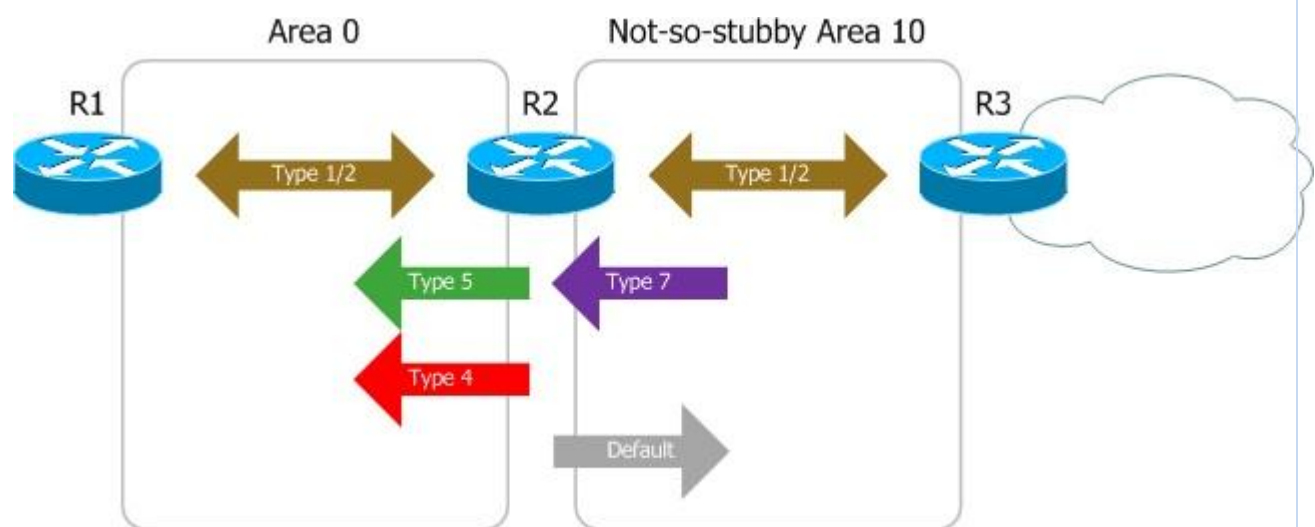 Area 0
Not-so-stubby Area 10
R1
R2
R3
Type 1/2
Type 1/2
Type 5
Type 7
Type 4
Default